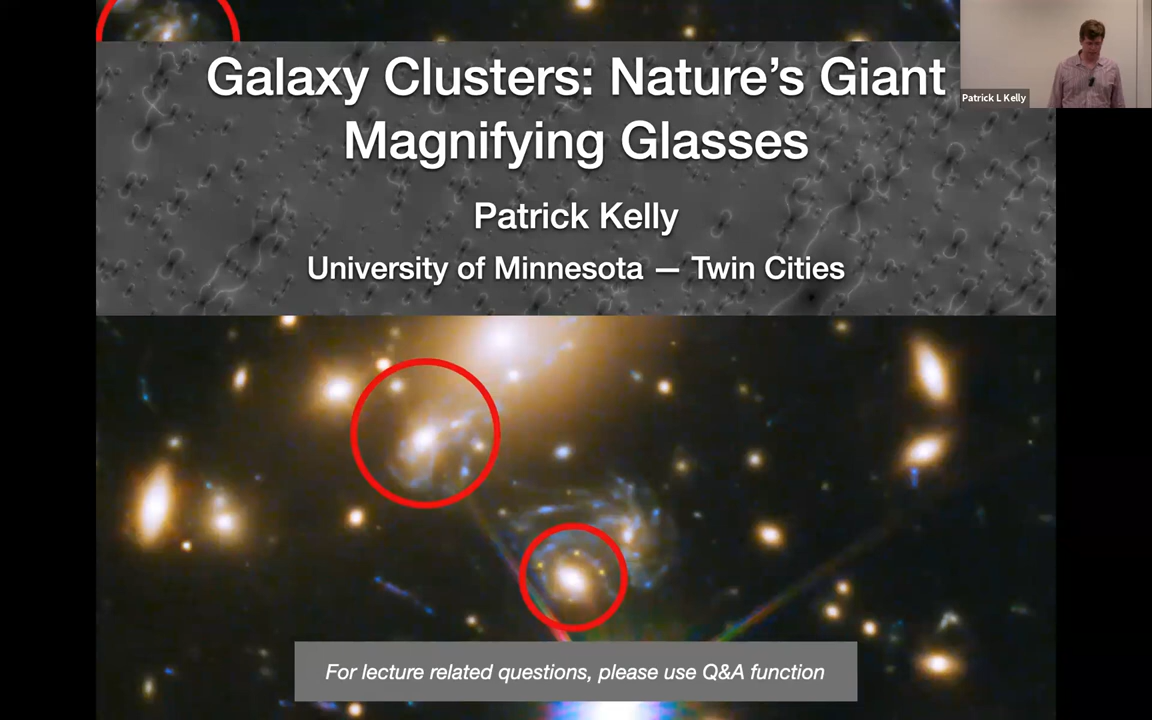 Galaxy Clusters: Nature's Giant
Magnifying Glasses
Patrick L Kelly
Patrick Kelly
University of Minnesota — Twin Cities
For lecture related questions, please use Q&A function